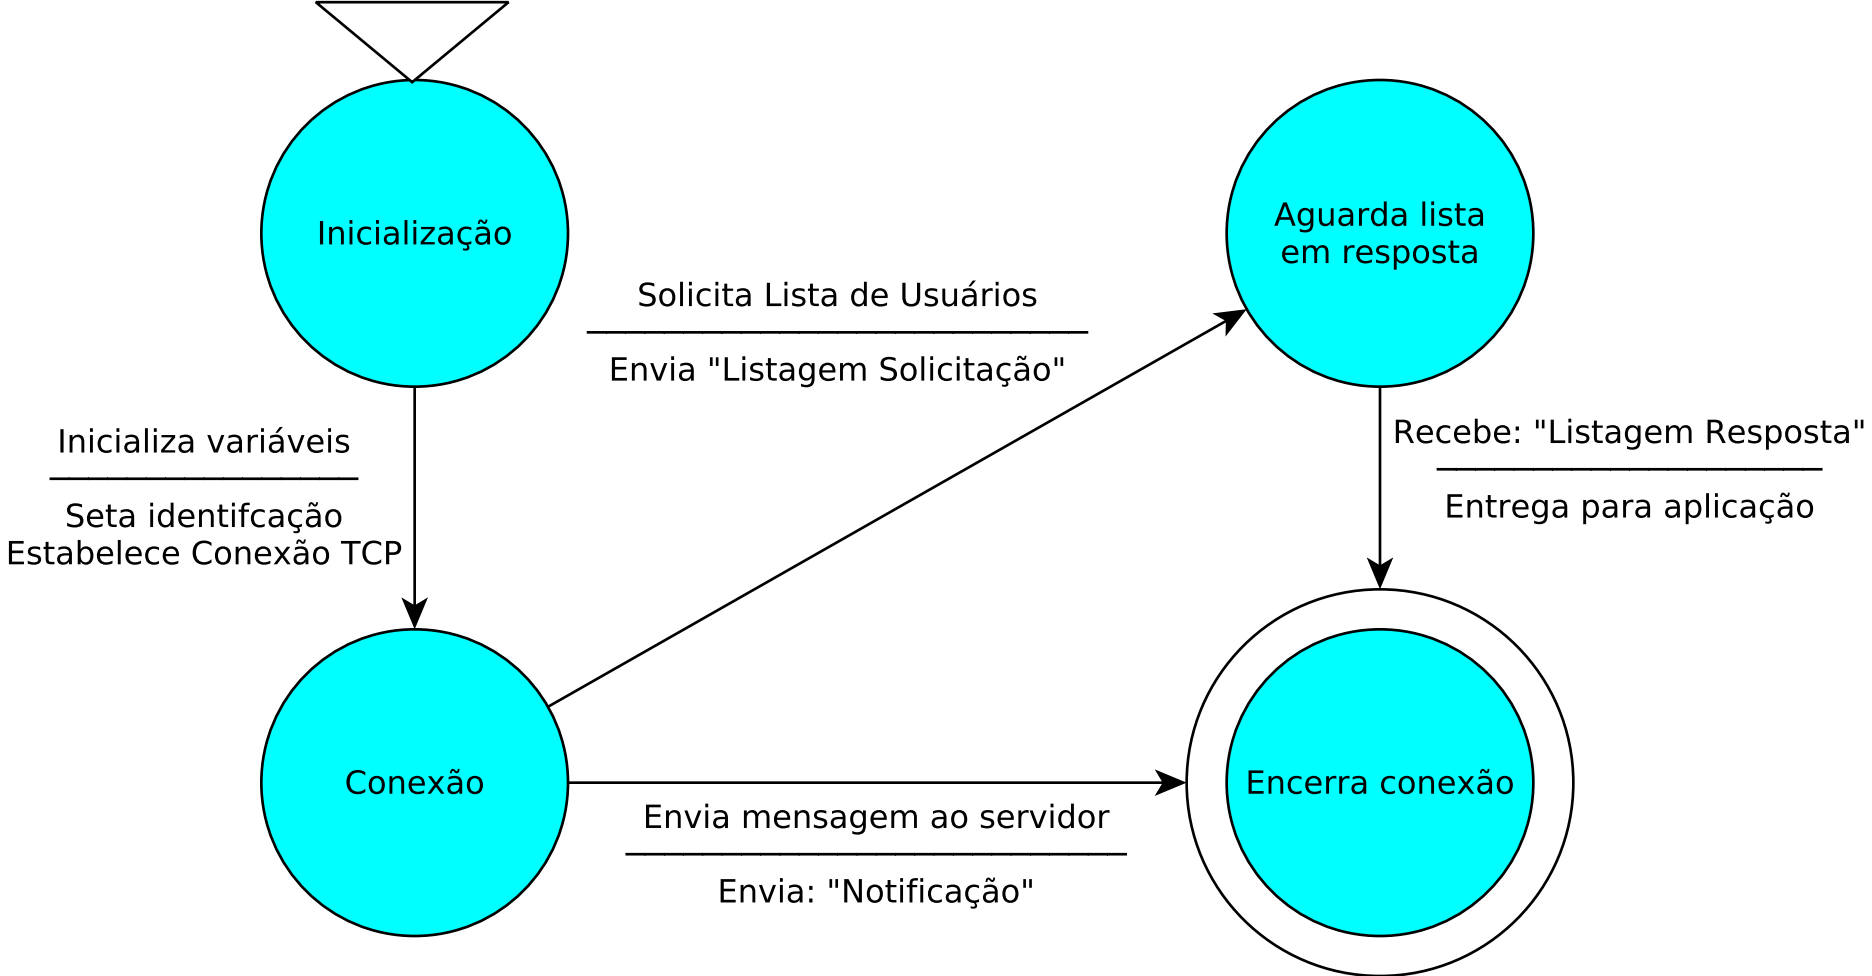 Inicialização
Aguarda lista
em resposta
Solicita Lista de Usuários
Envia "Listagem Solicitação"
Inicializa variáveis
Seta identifcação
Estabelece Conexão TCP
Recebe: "Listagem Resposta"
Entrega para aplicação
Conexão
Encerra conexão
Envia mensagem ao servidor
Envia: "Notificação"